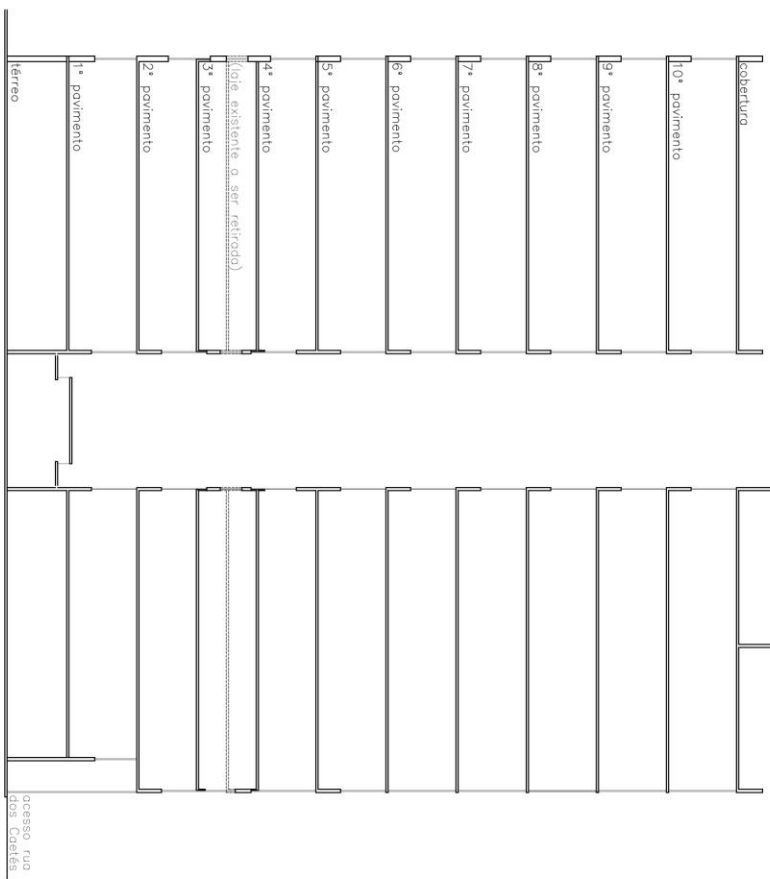 cobertura
10° pavimento
9° pavimento
8° pavimento
7° pavimento
6° pavimento
5° pavimento
4° pavimento
(laje existente a ser retirada)
3° pavimento
2° pavimento
1° pavimento
térreo
acesso rua
dos Caetés